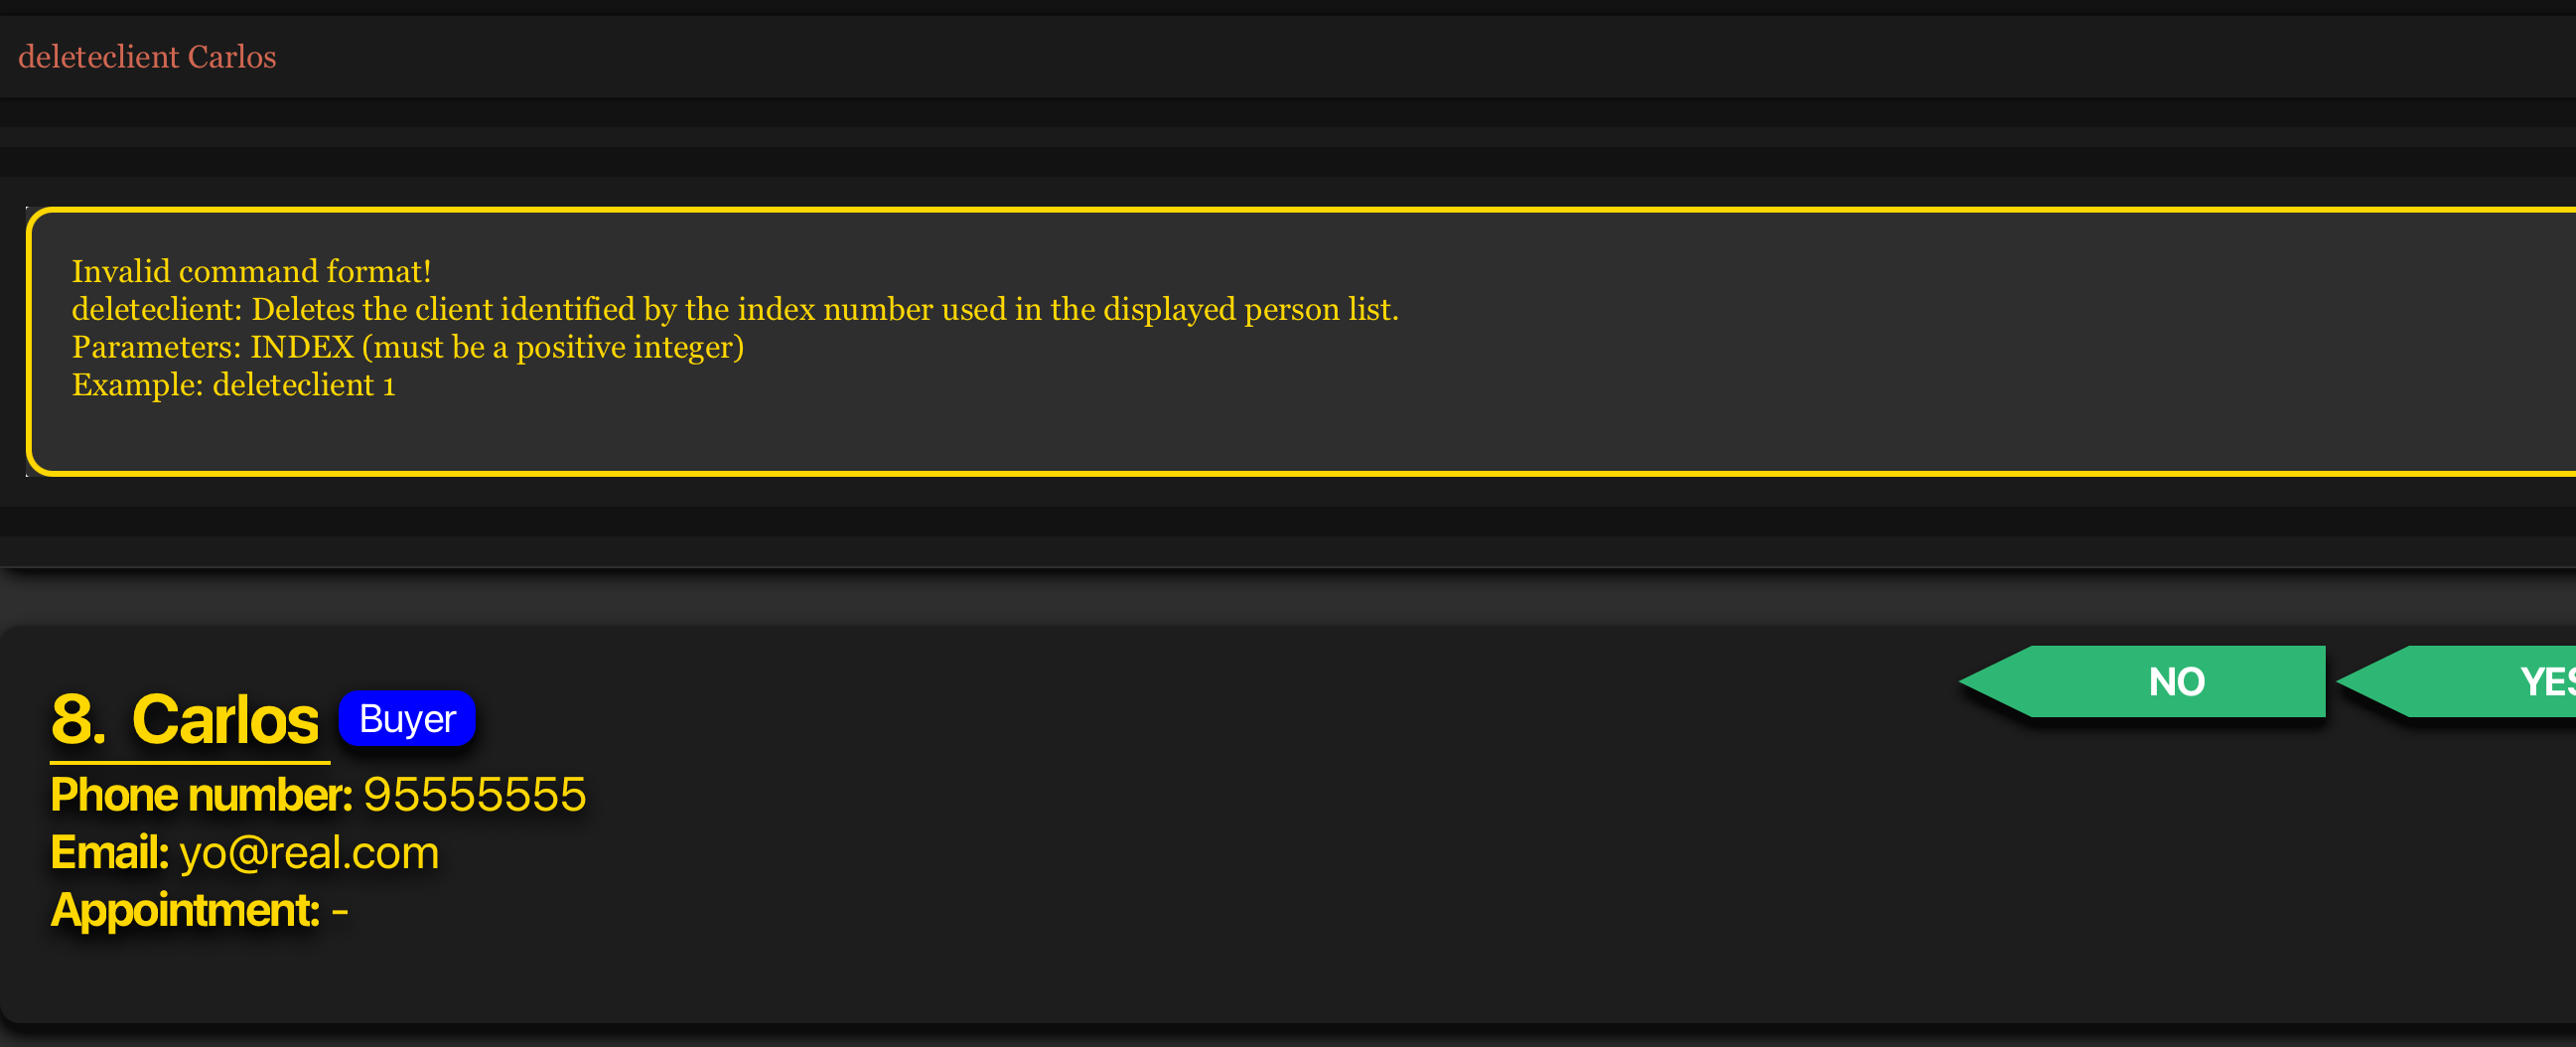 deleteclient Carlos
Invalid command format!
deleteclient: Deletes the client identified by the index number used in the displayed person list.
Parameters: INDEX (must be a positive integer)
Example: deleteclient 1
NO
YES
8. Carlos Buyer
Phone number: 95555555
Email: yo@real.com
Appointment: -